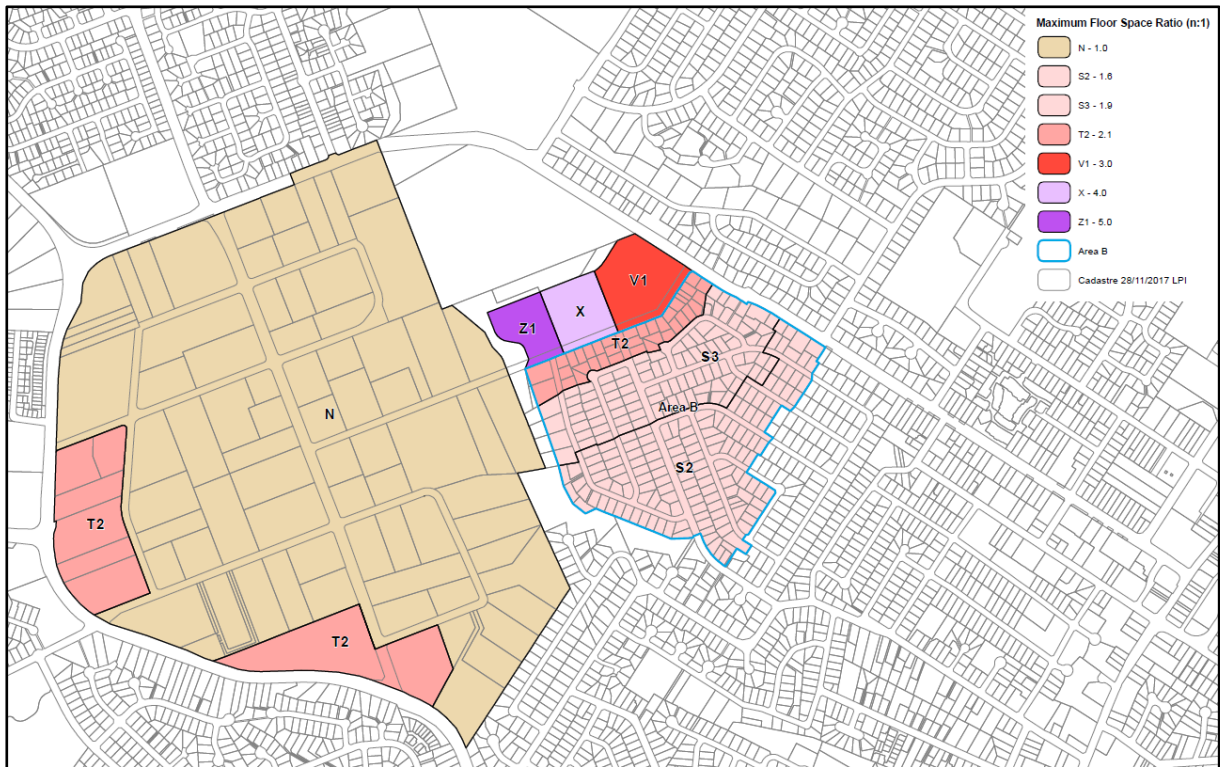 Maximum Floor Space Ratio (n:1)
N - 1.0
S2 - 1.6
S3 - 1.9
T2 - 2.1
V1 - 3.0
X - 4.0
Z1 - 5.0
Area B
Cadastre 28/11/2017 LPI
V1
X
Z1
T2
S3
Area B
N
S2
T2
T2